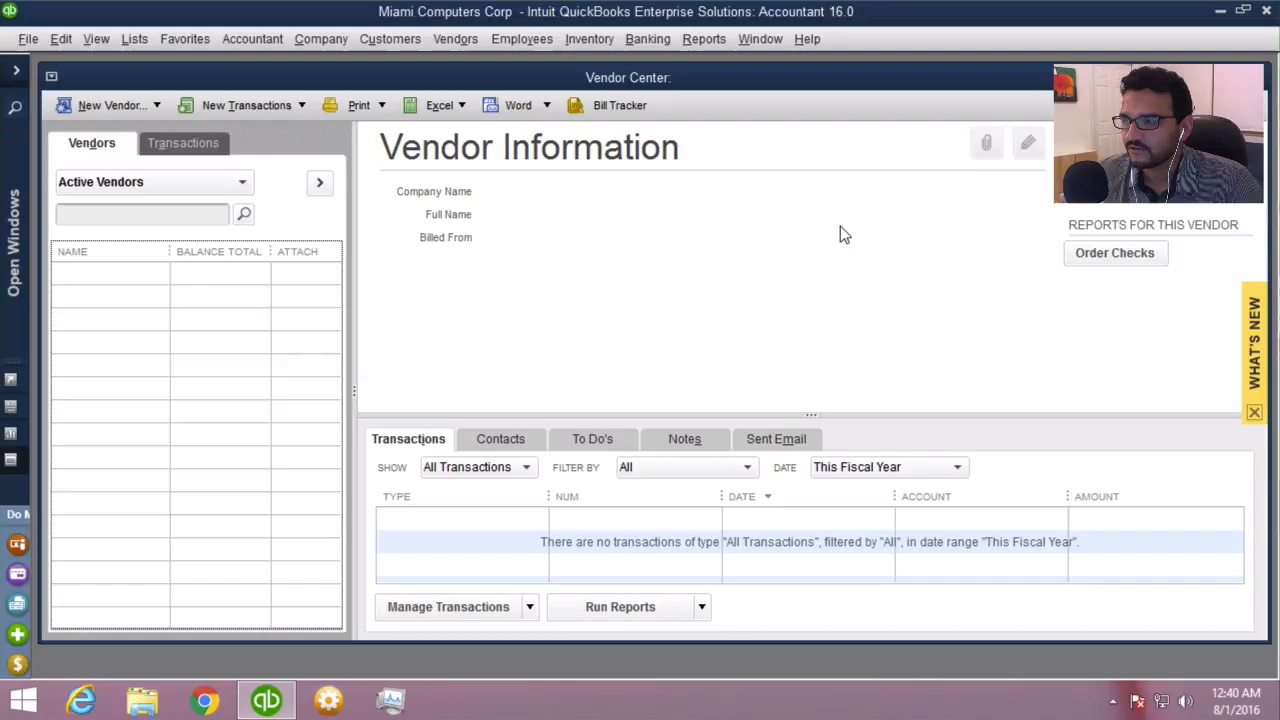 Miami Computers Corp - Intuit QuickBooks Enterprise Solutions: Accountant 16.0
File Edit View Lists Favorites Accountant Company Customers Vendors Employees Inventory Banking Reports Window Help
Vendor Center:
New Vendor... New Transactions Print Excel Word Bill Tracker
Open Windows
Vendors Transactions
Active Vendors
NAME BALANCE TOTAL ATTACH
Vendor Information
Company Name
Full Name
Billed From
REPORTS FOR THIS VENDOR
Order Checks
WHAT'S NEW
Transactions Contacts To Do's Notes Sent Email
SHOW All Transactions FILTER BY All DATE This Fiscal Year
TYPE NUM DATE ACCOUNT AMOUNT
There are no transactions of type "All Transactions", filtered by "All", in date range "This Fiscal Year".
Manage Transactions Run Reports
Do
qb
12:40 AM
8/1/2016